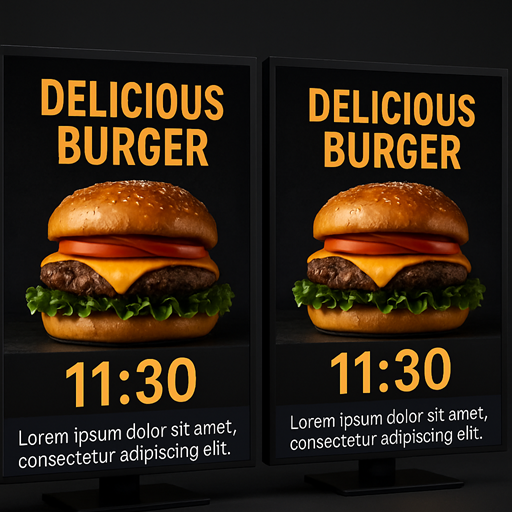 DELICIOUS
BURGER
11:30
Lorem ipsum dolor sit amet,
consectetur adipiscing elit.
DELICIOUS
BURGER
11:30
Lorem ipsum dolor sit amet,
consectetur adipiscing elit.